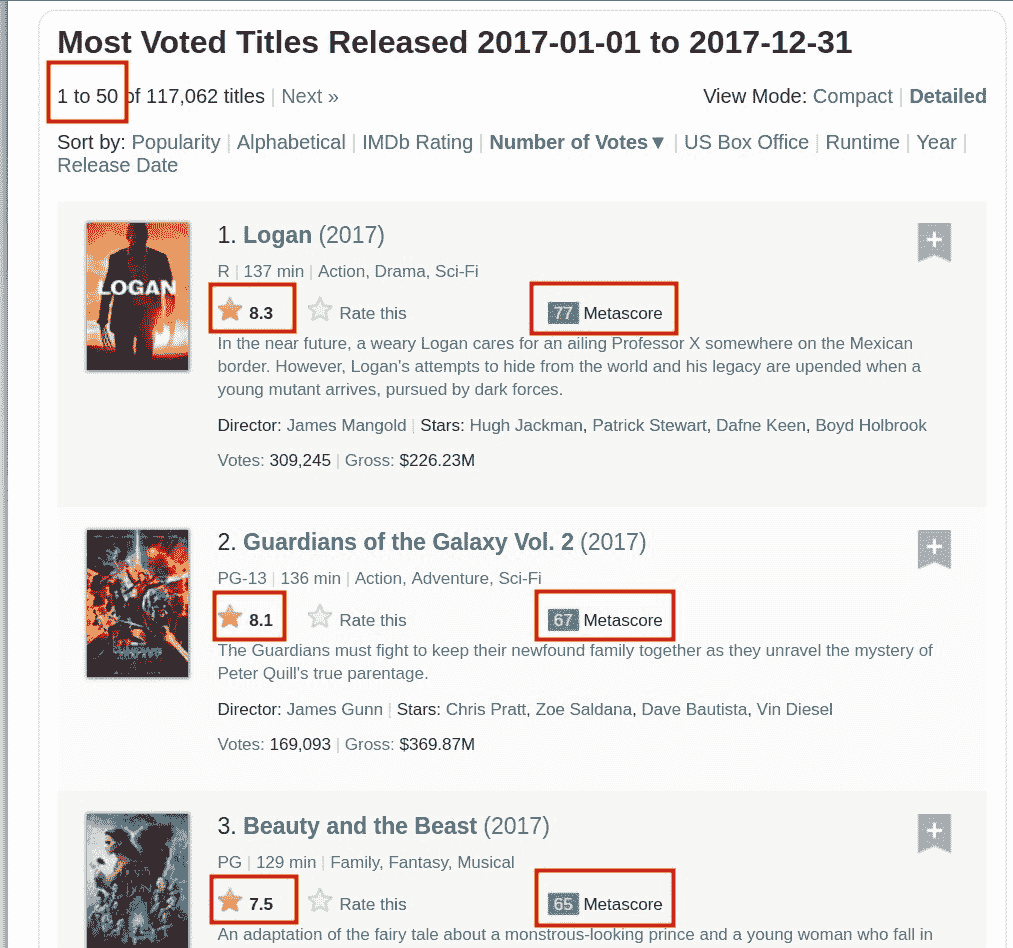 Most Voted Titles Released 2017-01-01 to 2017-12-31
1 to 50 of 117,062 titles | Next »
View Mode: Compact | Detailed
Sort by: Popularity | Alphabetical | IMDb Rating | Number of Votes▼ | US Box Office | Runtime | Year |
Release Date
LOGAN
1. Logan (2017)
R | 137 min | Action, Drama, Sci-Fi
8.3 Rate this 77 Metascore
In the near future, a weary Logan cares for an ailing Professor X somewhere on the Mexican
border. However, Logan's attempts to hide from the world and his legacy are upended when a
young mutant arrives, pursued by dark forces.
Director: James Mangold | Stars: Hugh Jackman, Patrick Stewart, Dafne Keen, Boyd Holbrook
Votes: 309,245 | Gross: $226.23M
2. Guardians of the Galaxy Vol. 2 (2017)
PG-13 | 136 min | Action, Adventure, Sci-Fi
8.1 Rate this 67 Metascore
The Guardians must fight to keep their newfound family together as they unravel the mystery of
Peter Quill's true parentage.
Director: James Gunn | Stars: Chris Pratt, Zoe Saldana, Dave Bautista, Vin Diesel
Votes: 169,093 | Gross: $369.87M
3. Beauty and the Beast (2017)
PG | 129 min | Family, Fantasy, Musical
7.5 Rate this 65 Metascore
An adaptation of the fairy tale about a monstrous-looking prince and a young woman who fall in